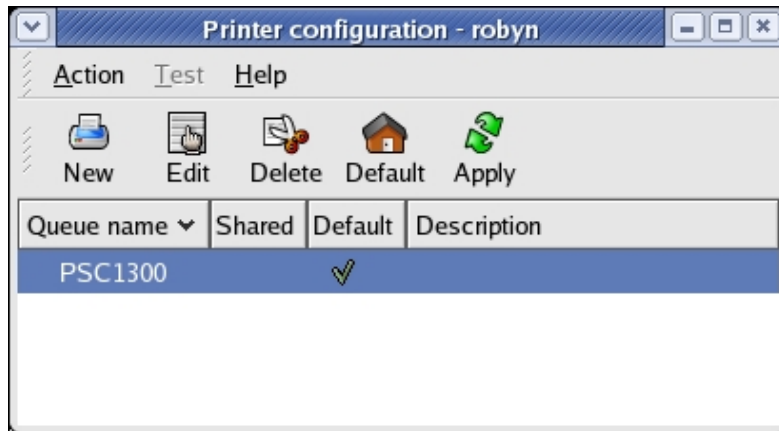 Printer configuration - robyn
Action Test Help
New Edit Delete Default Apply
Queue name Shared Default Description
PSC1300